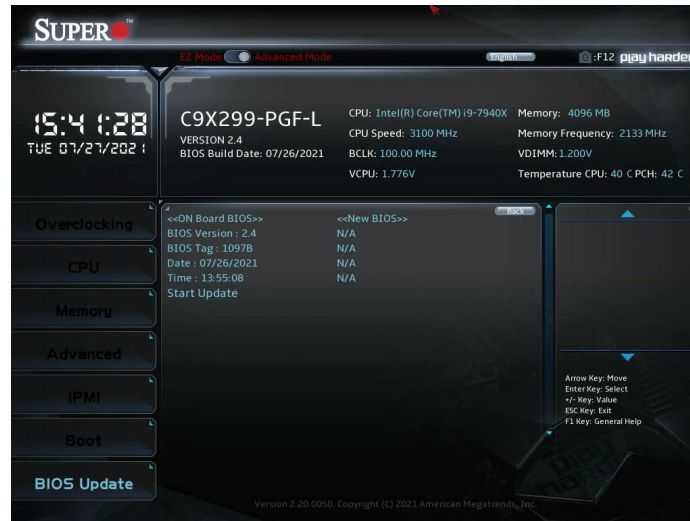 SUPER™
EZ Mode Advanced Mode
English
:F12 play harder
15:41:28
TUE 07/27/2021
C9X299-PGF-L
VERSION 2.4
BIOS Build Date: 07/26/2021
CPU: Intel(R) Core(TM) i9-7940X
CPU Speed: 3100 MHz
BCLK: 100.00 MHz
VCPU: 1.776V
Memory: 4096 MB
Memory Frequency: 2133 MHz
VDIMM: 1.200V
Temperature CPU: 40 C PCH: 42 C
Overclocking
CPU
Memory
Advanced
IPMI
Boot
BIOS Update
Back
<<ON Board BIOS>> <<New BIOS>>
BIOS Version : 2.4 N/A
BIOS Tag : 1097B N/A
Date : 07/26/2021 N/A
Time : 13:55:08 N/A
Start Update
Arrow Key: Move
Enter Key: Select
+/- Key: Value
ESC Key: Exit
F1 Key: General Help
Version 2.20.0050. Copyright (C) 2021 American Megatrends, Inc.